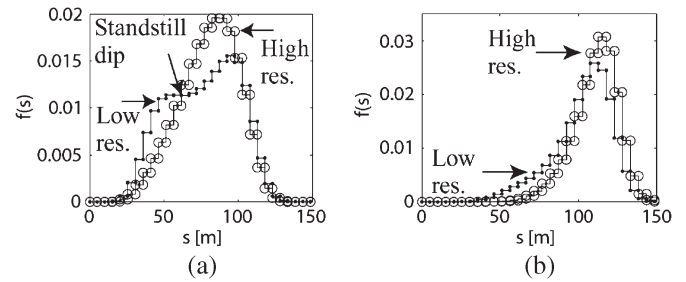 0.02
0.015
0.01
0.005
0
f(s)
Standstill
dip
High
res.
Low
res.
0 50 100 150
s [m]
(a)
0.03
0.02
0.01
0
f(s)
High
res.
Low
res.
0 50 100 150
s [m]
(b)